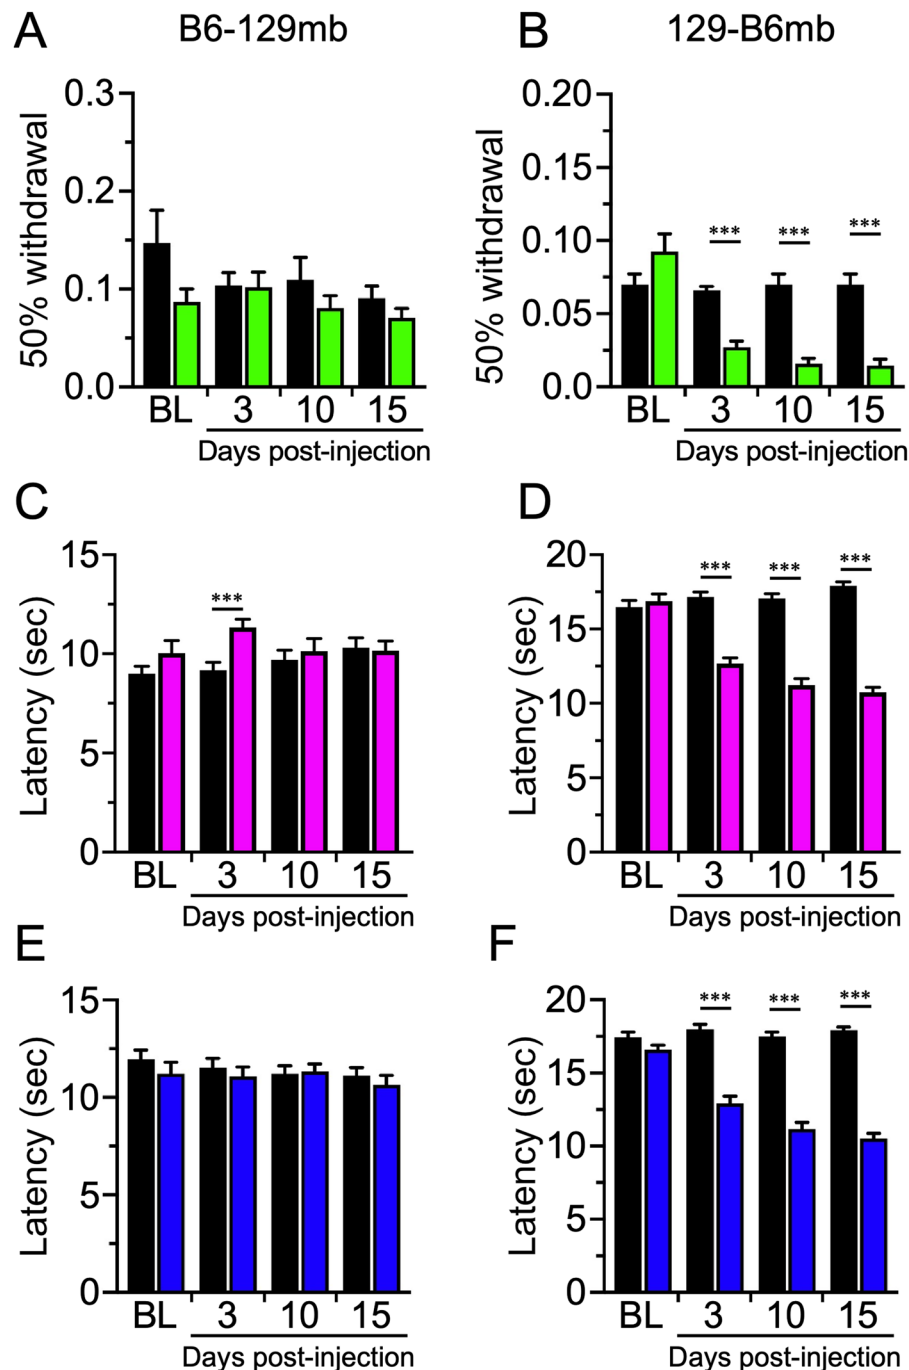 A B6-129mb
50% withdrawal
0.3
0.2
0.1
0.0
BL 3 10 15
Days post-injection
B 129-B6mb
50% withdrawal
0.20
0.15
0.10
0.05
0.00
*** *** ***
BL 3 10 15
Days post-injection
C
Latency (sec)
15
10
5
0
***
BL 3 10 15
Days post-injection
D
Latency (sec)
20
15
10
5
0
*** *** ***
BL 3 10 15
Days post-injection
E
Latency (sec)
15
10
5
0
BL 3 10 15
Days post-injection
F
Latency (sec)
20
15
10
5
0
*** *** ***
BL 3 10 15
Days post-injection